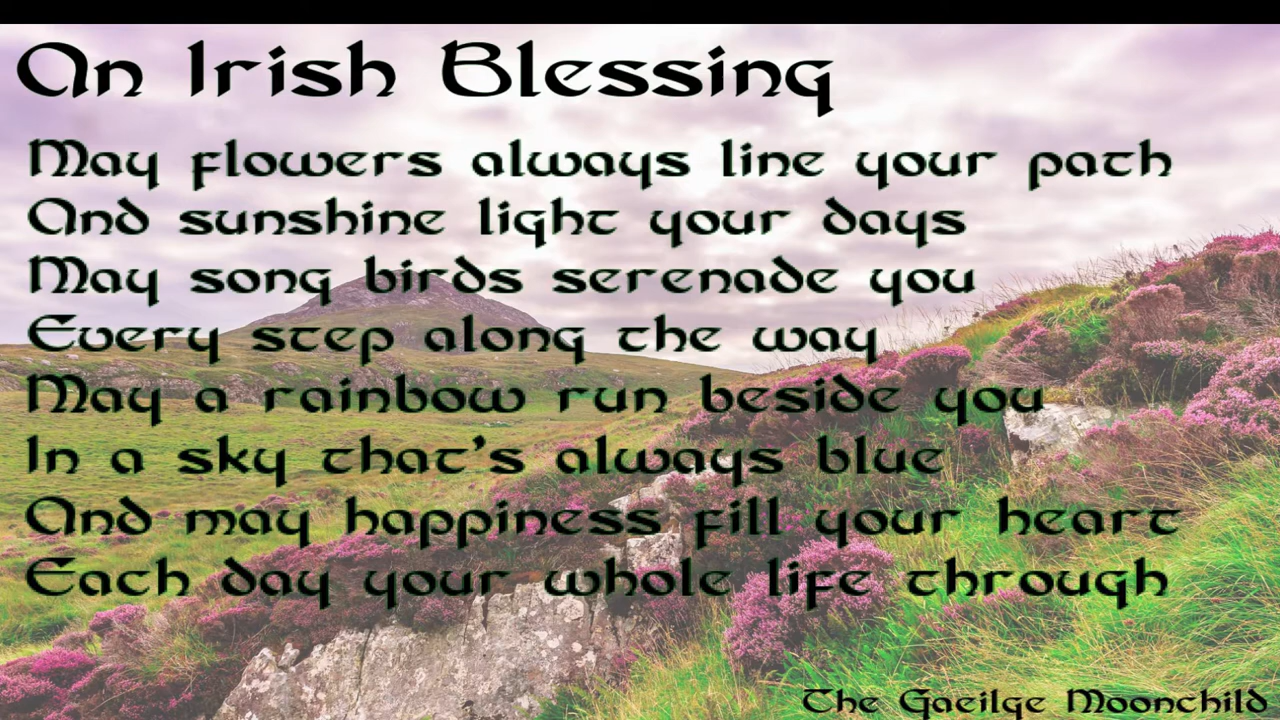 An Irish Blessing
May flowers always line your path
And sunshine light your days
May song birds serenade you
Every step along the way
May a rainbow run beside you
In a sky that's always blue
And may happiness fill your heart
Each day your whole life through
The Gaeilge Moonchild